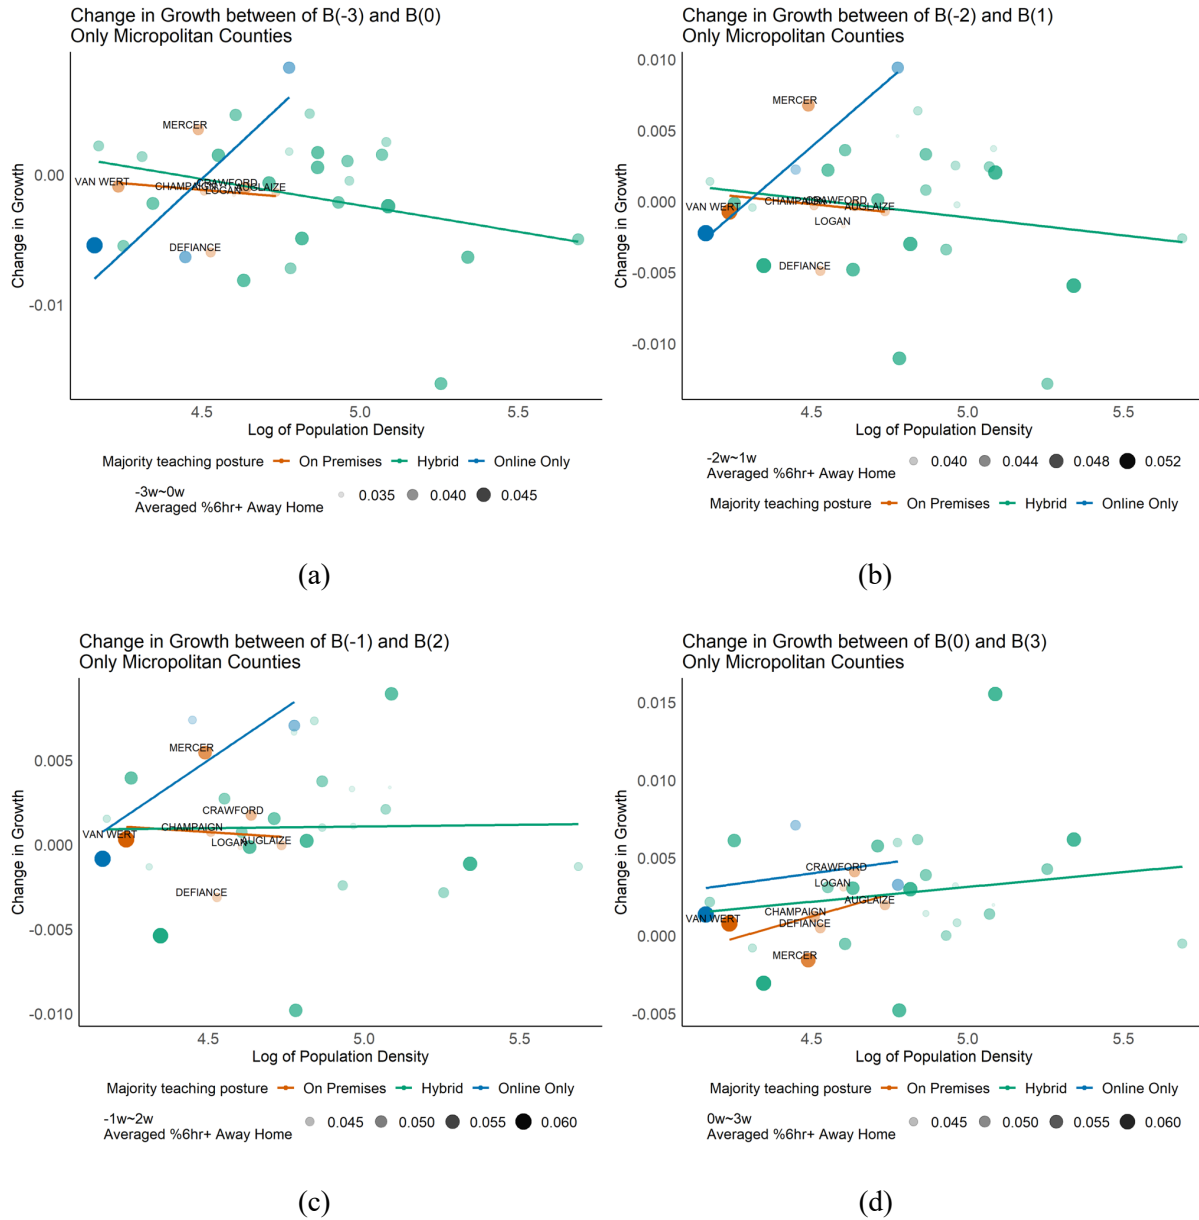 Change in Growth between of B(-3) and B(0)
Only Micropolitan Counties
Change in Growth
0.00
-0.01
MERCER
VAN WERT
CHAMPAIGN
CRAWFORD
LOGAN
AUGLAIZE
DEFIANCE
4.5 5.0 5.5
Log of Population Density
Majority teaching posture On Premises Hybrid Online Only
-3w~0w
Averaged %6hr+ Away Home 0.035 0.040 0.045
(a)
Change in Growth between of B(-2) and B(1)
Only Micropolitan Counties
Change in Growth
0.010
0.005
0.000
-0.005
-0.010
MERCER
VAN WERT
CHAMPAIGN
CRAWFORD
AUGLAIZE
LOGAN
DEFIANCE
4.5 5.0 5.5
Log of Population Density
-2w~1w
Averaged %6hr+ Away Home 0.040 0.044 0.048 0.052
Majority teaching posture On Premises Hybrid Online Only
(b)
Change in Growth between of B(-1) and B(2)
Only Micropolitan Counties
Change in Growth
0.005
0.000
-0.005
-0.010
MERCER
CRAWFORD
VAN WERT
CHAMPAIGN
LOGAN
AUGLAIZE
DEFIANCE
4.5 5.0 5.5
Log of Population Density
Majority teaching posture On Premises Hybrid Online Only
-1w~2w
Averaged %6hr+ Away Home 0.045 0.050 0.055 0.060
(c)
Change in Growth between of B(0) and B(3)
Only Micropolitan Counties
Change in Growth
0.015
0.010
0.005
0.000
-0.005
CRAWFORD
LOGAN
AUGLAIZE
VAN WERT
CHAMPAIGN
DEFIANCE
MERCER
4.5 5.0 5.5
Log of Population Density
Majority teaching posture On Premises Hybrid Online Only
0w~3w
Averaged %6hr+ Away Home 0.045 0.050 0.055 0.060
(d)